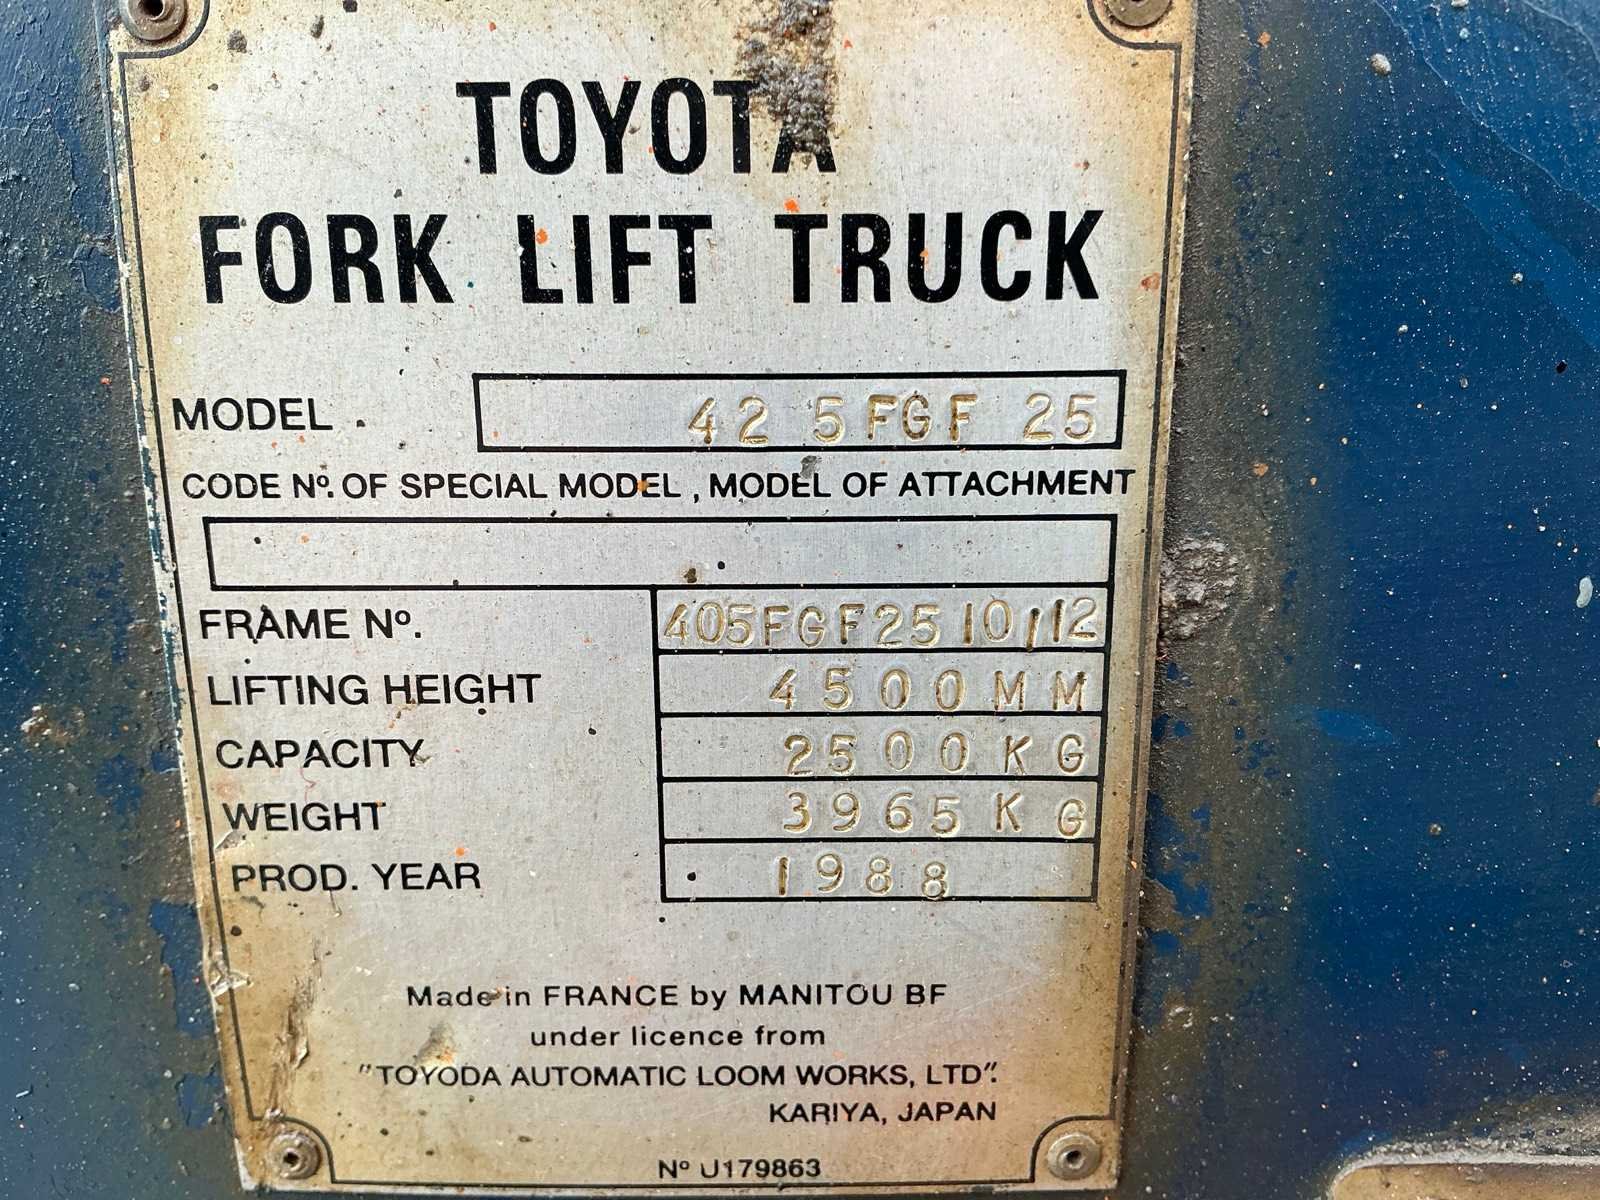 TOYOTA
FORK LIFT TRUCK
MODEL 42 5FGF 25
CODE Nº. OF SPECIAL MODEL, MODEL OF ATTACHMENT
FRAME Nº. 405FGF25 10112
LIFTING HEIGHT 4500MM
CAPACITY 2500KG
WEIGHT 3965KG
PROD. YEAR 1988
Made in FRANCE by MANITOU BF
under licence from
"TOYODA AUTOMATIC LOOM WORKS, LTD".
KARIYA, JAPAN
Nº U179863